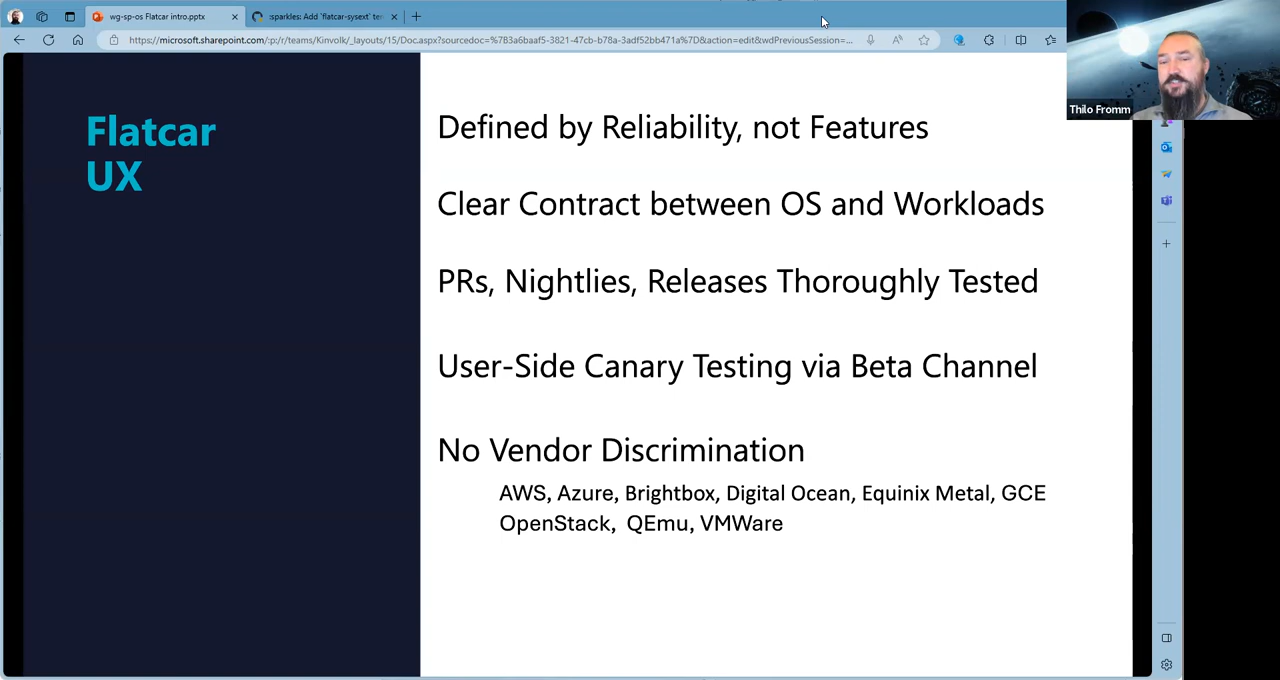 wg-sp-os Flatcar intro.pptx
:sparkles: Add `flatcar-sysext` te
https://microsoft.sharepoint.com/:p:/r/teams/Kinvolk/_layouts/15/Doc.aspx?sourcedoc=%7B3a6baaf5-3821-47cb-b78a-3adf52bb471a%7D&action=edit&wdPreviousSession=...
Thilo Fromm
Flatcar
UX
Defined by Reliability, not Features
Clear Contract between OS and Workloads
PRs, Nightlies, Releases Thoroughly Tested
User-Side Canary Testing via Beta Channel
No Vendor Discrimination
AWS, Azure, Brightbox, Digital Ocean, Equinix Metal, GCE
OpenStack, QEmu, VMWare